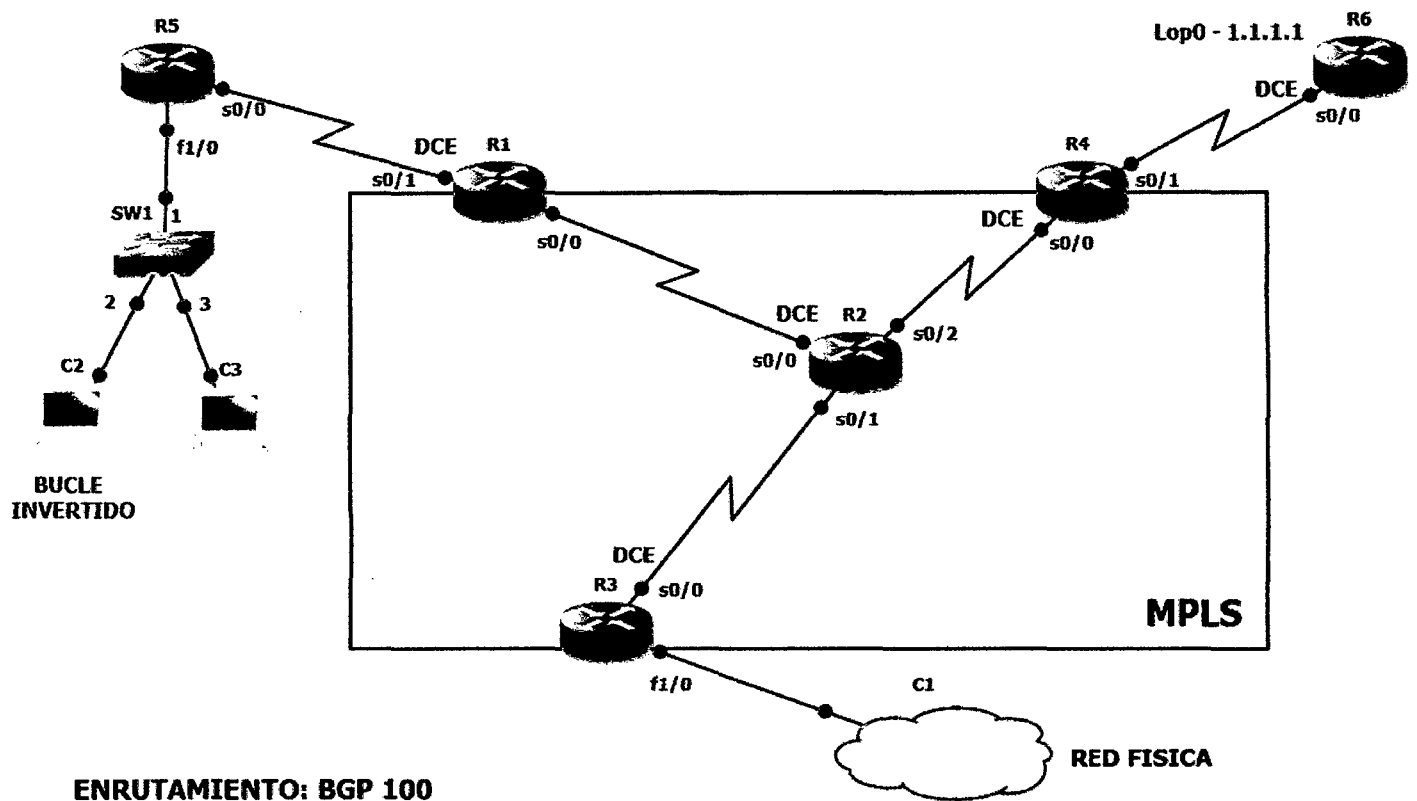 R5
s0/0
f1/0
SW1
1
2
3
C2
C3
BUCLE
INVERTIDO
DCE
R1
s0/1
s0/0
Lop0 - 1.1.1.1
R6
DCE
s0/0
R4
s0/1
DCE
s0/0
DCE
R2
s0/0
s0/2
s0/1
DCE
R3
s0/0
f1/0
MPLS
C1
RED FISICA
ENRUTAMIENTO: BGP 100